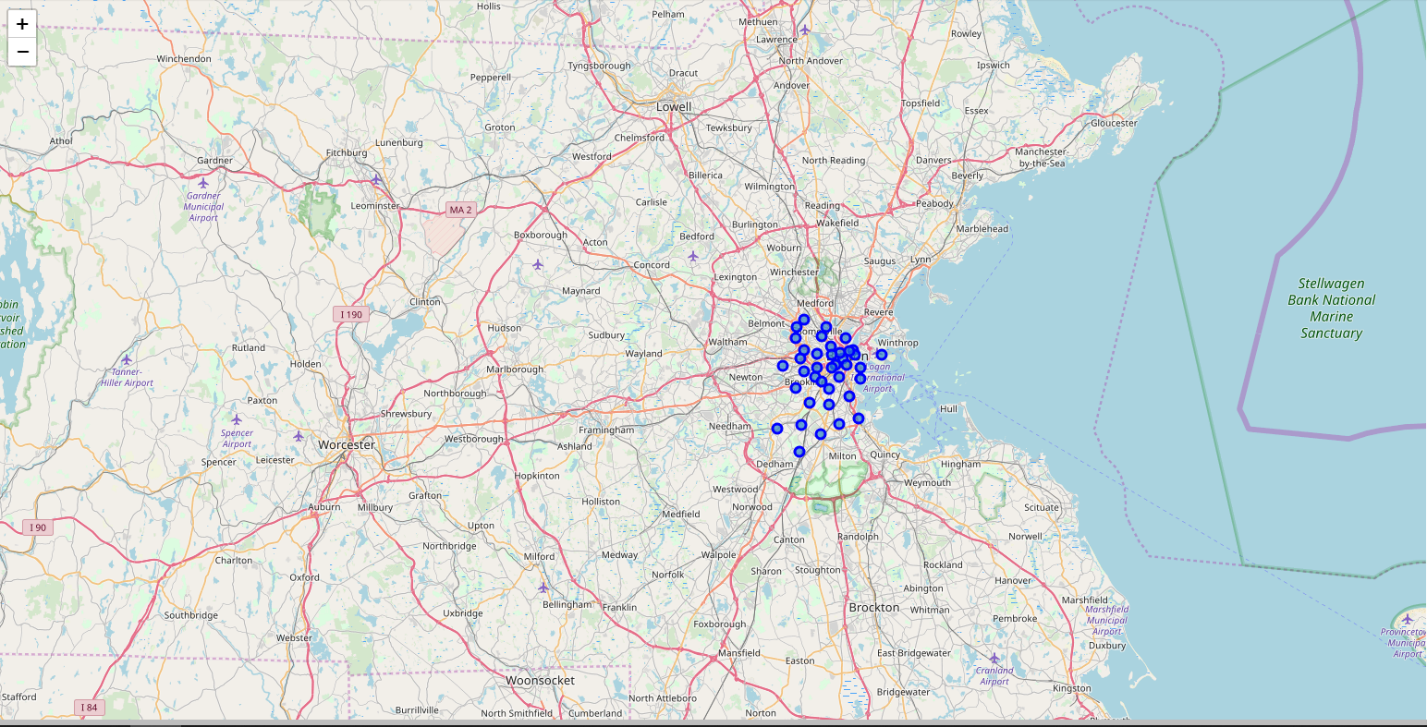 +
−
Hollis
Pelham
Methuen
Lawrence
Rowley
Winchendon
Tyngsborough
Dracut
North Andover
Ipswich
Pepperell
Andover
Lowell
Topsfield
Essex
Gloucester
Groton
Tewksbury
Chelmsford
Athol
Lunenburg
Fitchburg
Gardner
Westford
North Reading
Danvers
Manchester-
by-the-Sea
Billerica
Beverly
Wilmington
Gardner
Municipal
Airport
Leominster
MA 2
Carlisle
Reading
Peabody
Wakefield
Burlington
Marblehead
Boxborough
Acton
Bedford
Woburn
Concord
Saugus
Lynn
Winchester
Lexington
Stellwagen
Bank National
Marine
Sanctuary
Maynard
Clinton
Medford
Revere
I 190
Hudson
Belmont
Sudbury
Waltham
Winthrop
Rutland
Wayland
Holden
Marlborough
Tanner-
Hiller Airport
Newton
Northborough
Paxton
Shrewsbury
Hull
Spencer
Airport
Worcester
Westborough
Framingham
Needham
Ashland
Spencer
Leicester
Dedham
Milton
Quincy
Hingham
Hopkinton
Weymouth
Grafton
Westwood
Auburn
Millbury
Holliston
Norwood
Scituate
Medfield
I 90
Upton
Canton
Randolph
Norwell
Northbridge
Milford
Medway
Walpole
Charlton
Sharon
Stoughton
Rockland
Norfolk
Oxford
Hanover
Abington
Bellingham
Franklin
Brockton
Whitman
Marshfield
Marshfield
Municipal
Airport
Southbridge
Uxbridge
Pembroke
Foxborough
Webster
Duxbury
Mansfield
Easton
East Bridgewater
Cranland
Airport
Woonsocket
Kingston
Stafford
North Attleboro
Bridgewater
I 84
Burrillville
North Smithfield
Cumberland
Norton